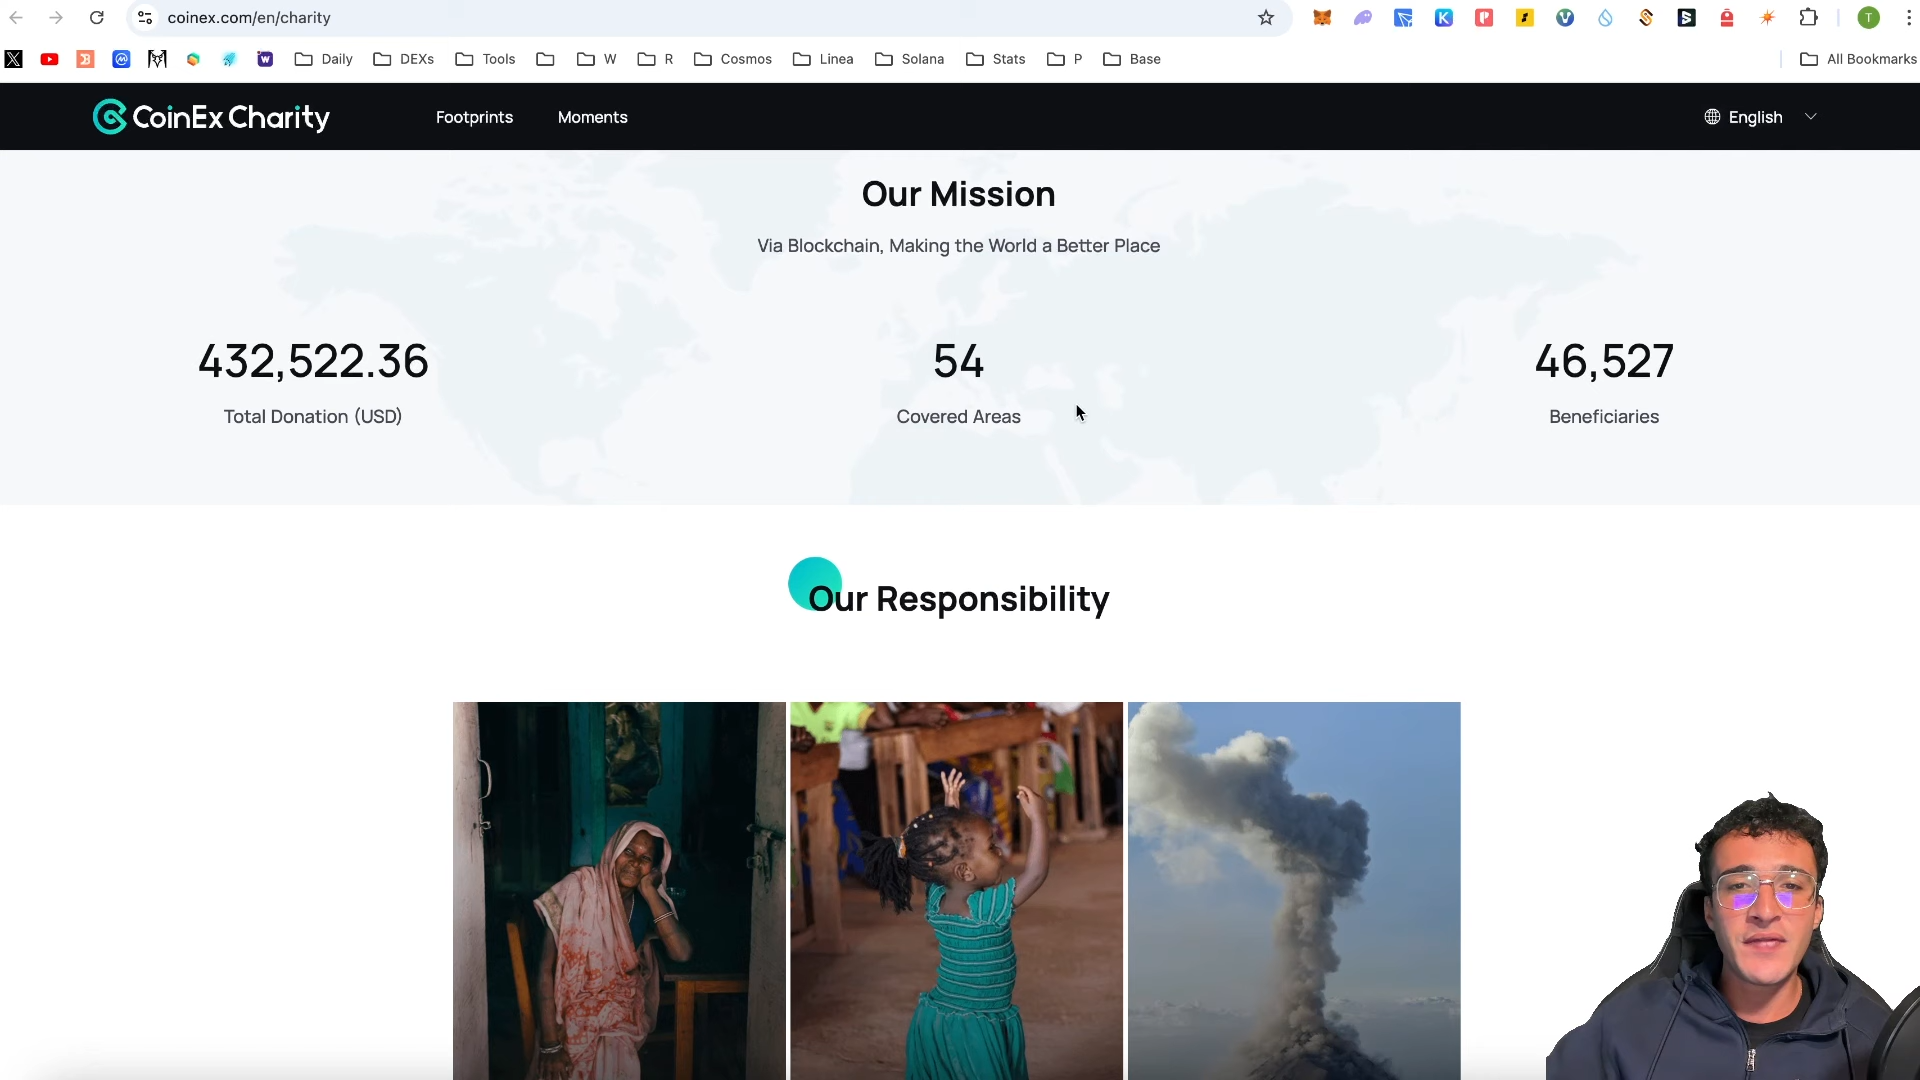 coinex.com/en/charity
Daily
DEXs
Tools
W
R
Cosmos
Linea
Solana
Stats
P
Base
All Bookmarks
T
CoinEx Charity
Footprints
Moments
English
Our Mission
Via Blockchain, Making the World a Better Place
432,522.36
54
46,527
Total Donation (USD)
Covered Areas
Beneficiaries
Our Responsibility